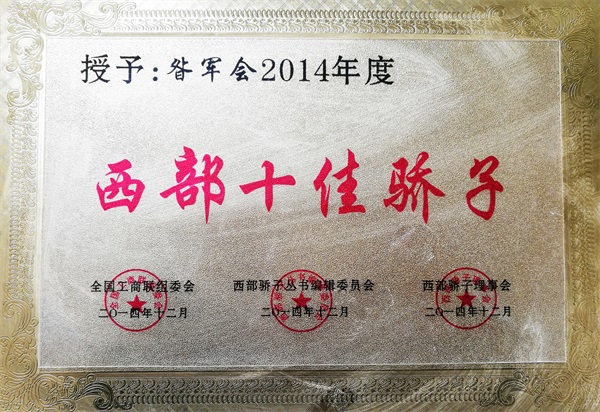 授予：昝军会2014年度
西部十佳骄子
全国工商联组委会 西部骄子丛书编辑委员会 西部骄子理事会
二〇一四年十二月 二〇一四年十二月 二〇一四年十二月